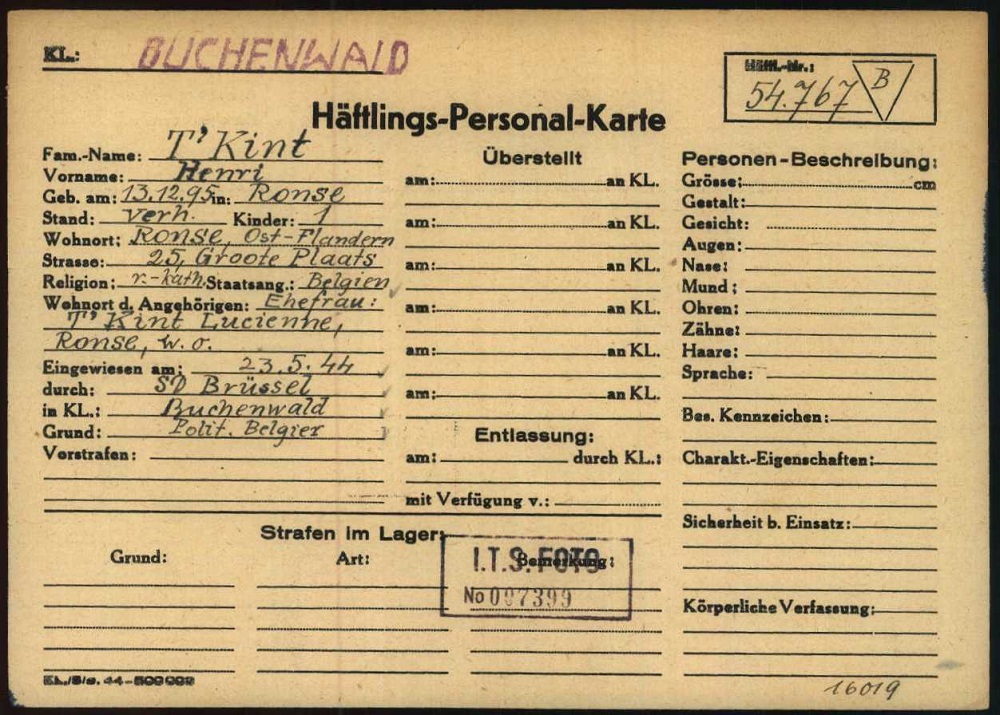 KL.: BUCHENWALD
Häftl.-Nr.:
54.767 B
Häftlings-Personal-Karte
Fam.-Name: T'Kint
Vorname: Henri
Geb. am: 13.12.95 in: Ronse
Stand: verh. Kinder: 1
Wohnort: Ronse, Ost-Flandern
Strasse: 25, Groote Plaats
Religion: r.-kath. Staatsang.: Belgien
Wohnort d. Angehörigen: Ehefrau:
T'Kint Lucienne,
Ronse, w. o.
Eingewiesen am: 23.5.44
durch: SD Brüssel
in KL.: Buchenwald
Grund: Polit. Belgier
Vorstrafen:
Überstellt
am: an KL.
am: an KL.
am: an KL.
am: an KL.
am: an KL.
am: an KL.
Entlassung:
am: durch KL.:
mit Verfügung v.:
Personen-Beschreibung:
Grösse: cm
Gestalt:
Gesicht:
Augen:
Nase:
Mund:
Ohren:
Zähne:
Haare:
Sprache:
Bes. Kennzeichen:
Charakt.-Eigenschaften:
Sicherheit b. Einsatz:
Körperliche Verfassung:
Strafen im Lager:
Grund: Art: Bemerkung:
I.T.S. FOTO
No 007399
16019